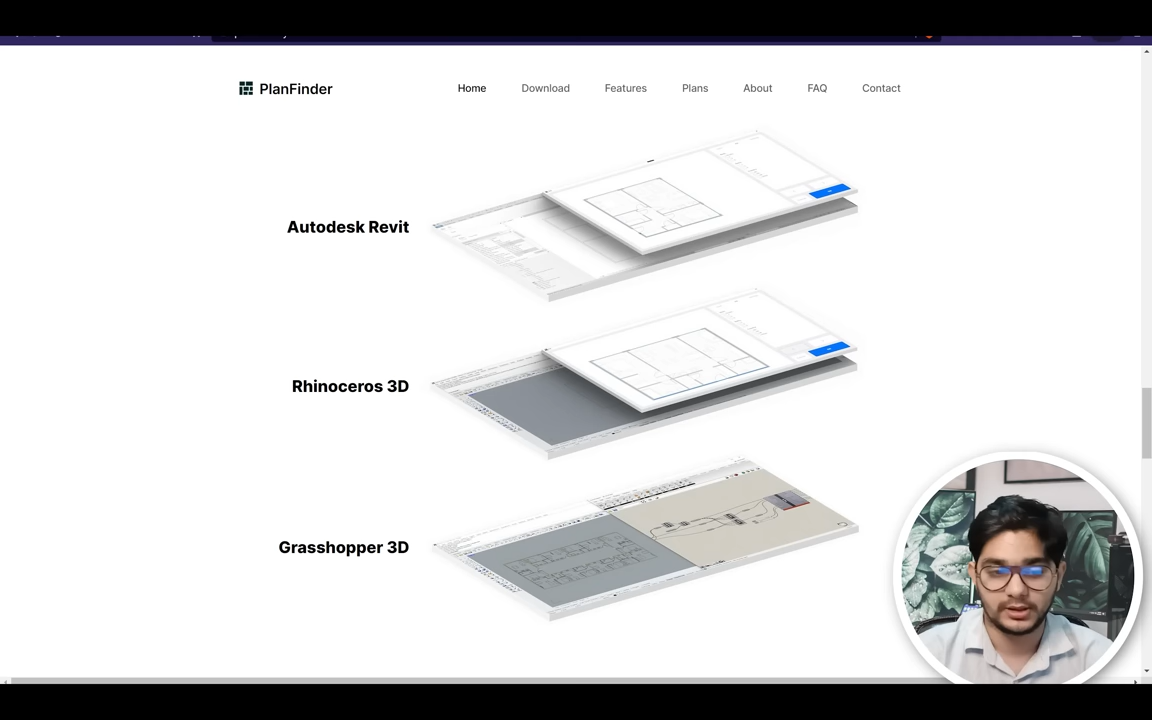 PlanFinder
Home Download Features Plans About FAQ Contact
Autodesk Revit
Rhinoceros 3D
Grasshopper 3D